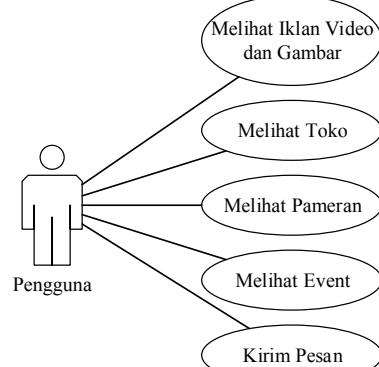 Melihat Iklan Video
dan Gambar
Melihat Toko
Melihat Pameran
Pengguna
Melihat Event
Kirim Pesan